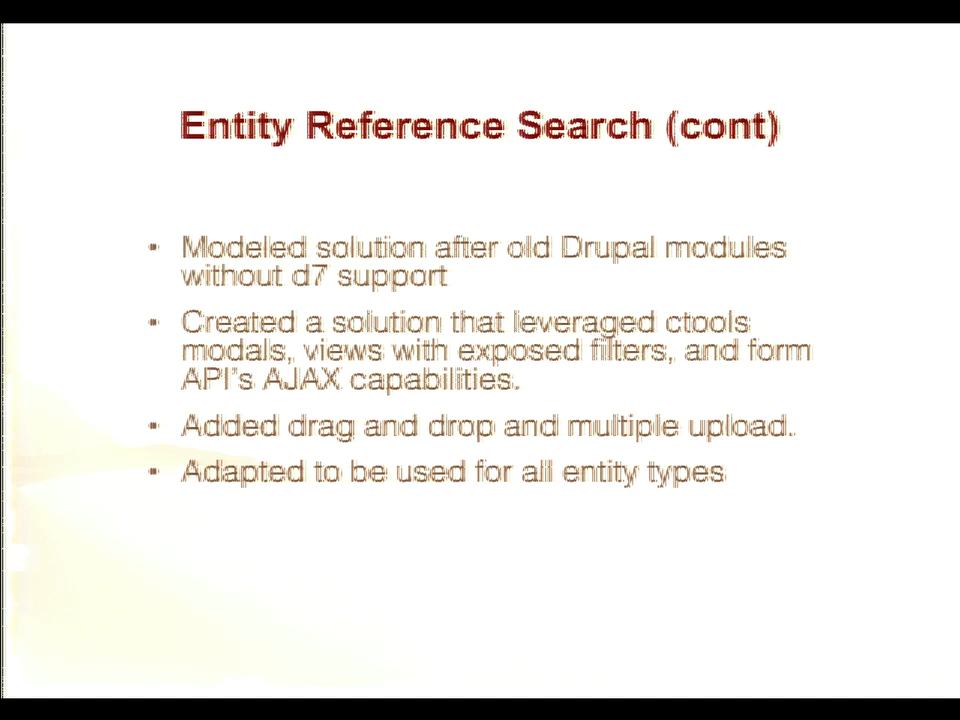 Entity Reference Search (cont)
• Modeled solution after old Drupal modules
without d7 support
• Created a solution that leveraged ctools
modals, views with exposed filters, and form
API's AJAX capabilities.
• Added drag and drop and multiple upload.
• Adapted to be used for all entity types